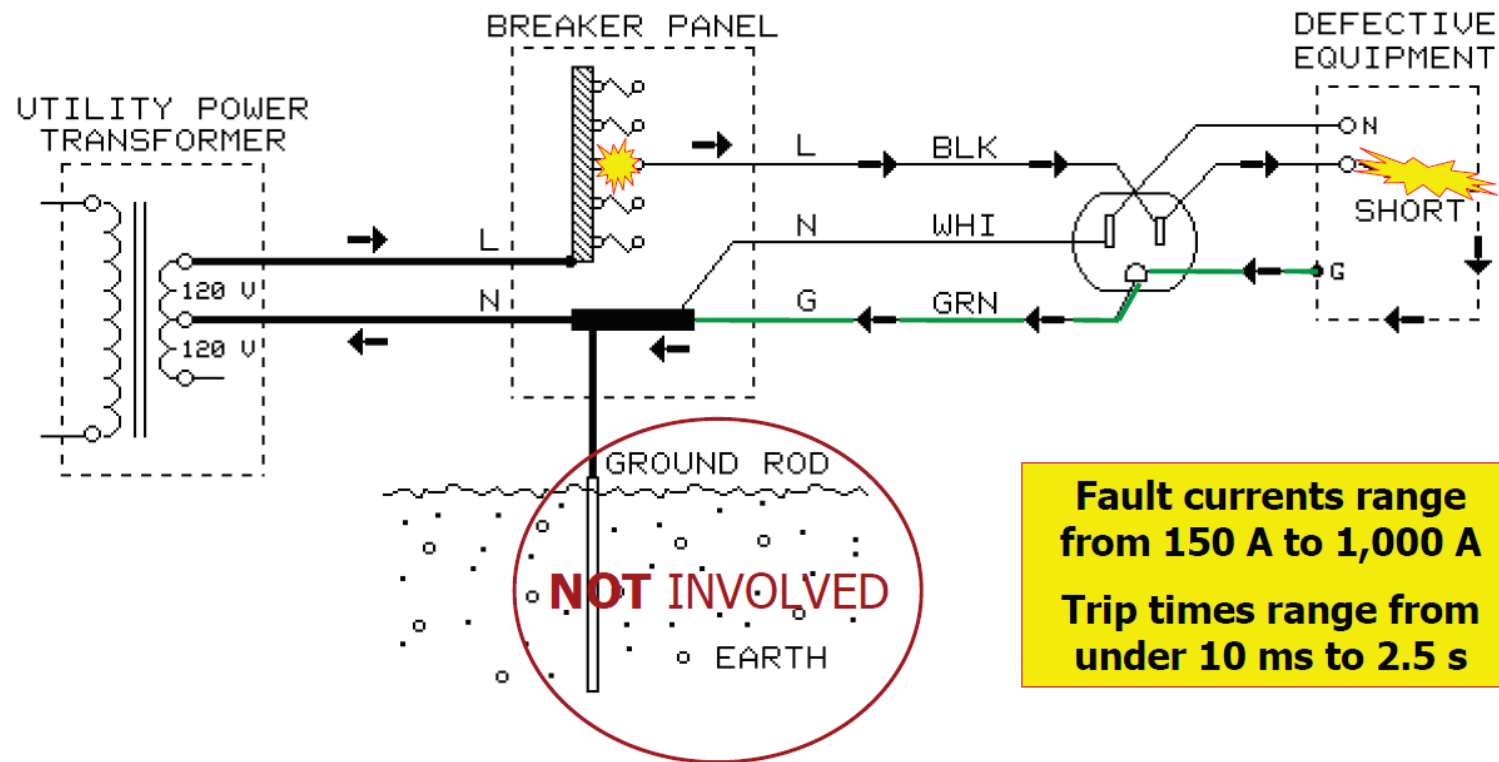 BREAKER PANEL
DEFECTIVE
EQUIPMENT
UTILITY POWER
TRANSFORMER
L
BLK
N
SHORT
N
WHI
L
120 V
G
N
G
GRN
120 V
GROUND ROD
NOT INVOLVED
EARTH
Fault currents range
from 150 A to 1,000 A
Trip times range from
under 10 ms to 2.5 s